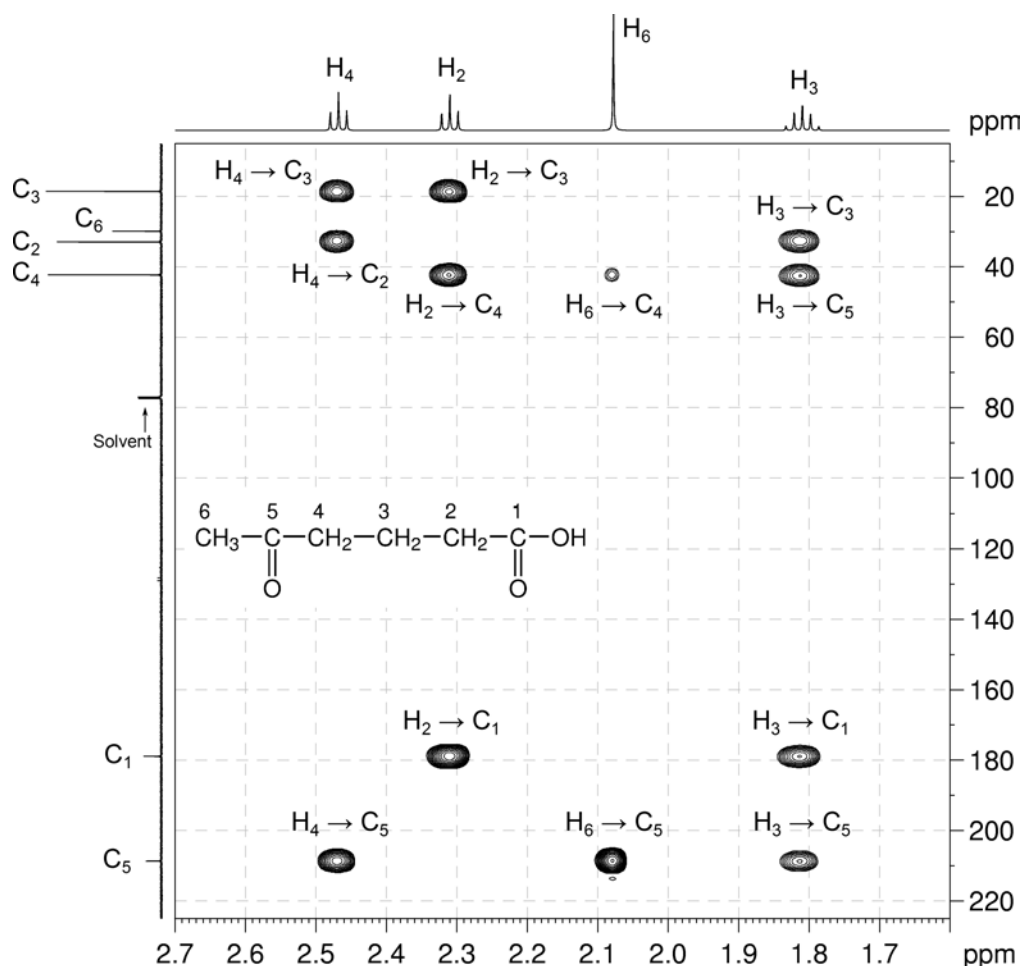 H4 H2 H6 H3
ppm
H4 → C3 H2 → C3
C3 20
C6 H3 → C3
C2
C4 40
H4 → C2 H2 → C4 H6 → C4 H3 → C5
60
80
Solvent
100
6 5 4 3 2 1
CH3—C—CH2—CH2—CH2—C—OH
120
O O
140
160
H2 → C1 H3 → C1
C1 180
H4 → C5 H6 → C5 H3 → C5
200
C5
220
2.7 2.6 2.5 2.4 2.3 2.2 2.1 2.0 1.9 1.8 1.7 ppm